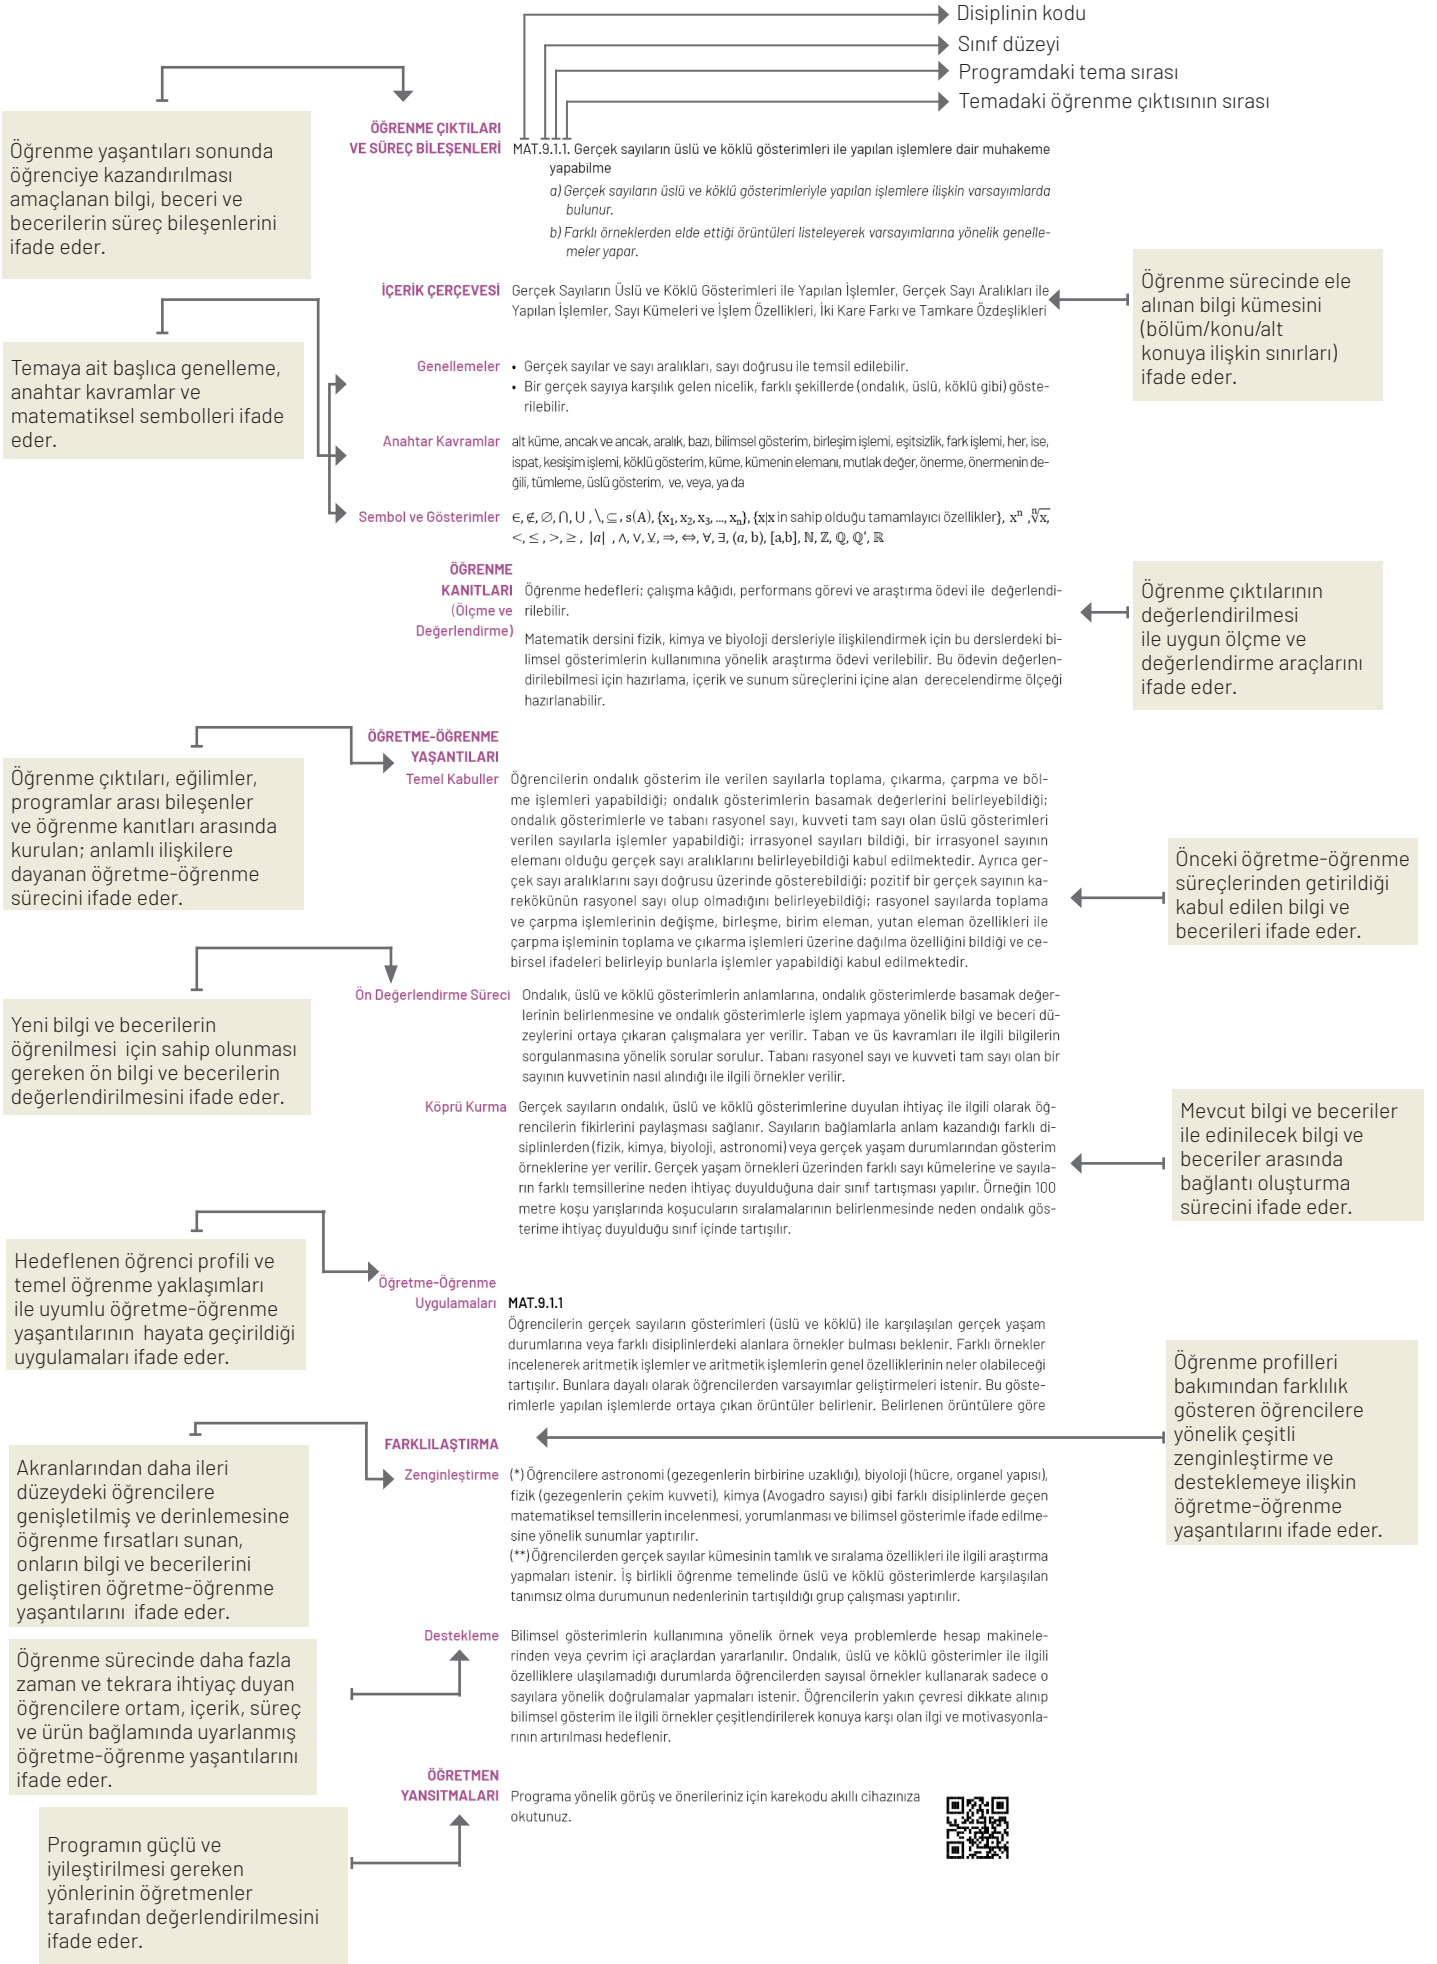 Disiplinin kodu
Sınıf düzeyi
Programdaki tema sırası
Temadaki öğrenme çıktısının sırası
Öğrenme yaşantıları sonunda
öğrenciye kazandırılması
amaçlanan bilgi, beceri ve
becerilerin süreç bileşenlerini
ifade eder.
ÖĞRENME ÇIKTILARI
VE SÜREÇ BİLEŞENLERİ
MAT.9.1.1. Gerçek sayıların üslü ve köklü gösterimleri ile yapılan işlemlere dair muhakeme
yapabilme
a) Gerçek sayıların üslü ve köklü gösterimleriyle yapılan işlemlere ilişkin varsayımlarda
bulunur.
b) Farklı örneklerden elde ettiği örüntüleri listeleyerek varsayımlarına yönelik genelle-
meler yapar.
İÇERİK ÇERÇEVESİ
Gerçek Sayıların Üslü ve Köklü Gösterimleri ile Yapılan İşlemler, Gerçek Sayı Aralıkları ile
Yapılan İşlemler, Sayı Kümeleri ve İşlem Özellikleri, İki Kare Farkı ve Tamkare Özdeşlikleri
Öğrenme sürecinde ele
alınan bilgi kümesini
(bölüm/konu/alt
konuya ilişkin sınırları)
ifade eder.
Temaya ait başlıca genelleme,
anahtar kavramlar ve
matematiksel sembolleri ifade
eder.
Genellemeler
• Gerçek sayılar ve sayı aralıkları, sayı doğrusu ile temsil edilebilir.
• Bir gerçek sayıya karşılık gelen nicelik, farklı şekillerde (ondalık, üslü, köklü gibi) göste-
rilebilir.
Anahtar Kavramlar
alt küme, ancak ve ancak, aralık, bazı, bilimsel gösterim, birleşim işlemi, eşitsizlik, fark işlemi, her, ise,
ispat, kesişim işlemi, köklü gösterim, küme, kümenin elemanı, mutlak değer, önerme, önermenin de-
ğili, tümleme, üslü gösterim, ve, veya, ya da
Sembol ve Gösterimler
∈, ∉, ∅, ⋂, ⋃ , \, ⊆ , s(A), {x₁, x₂, x₃, ..., xₙ}, {x|x in sahip olduğu tamamlayıcı özellikler}, xⁿ ,ⁿ√x,
<, ≤ , >, ≥ , |a| , ∧, ∨, ⊻, ⇒, ⇔, ∀, ∃, (a, b), [a,b], ℕ, ℤ, ℚ, ℚ', ℝ
ÖĞRENME
KANITLARI
(Ölçme ve
Değerlendirme)
Öğrenme hedefleri; çalışma kâğıdı, performans görevi ve araştırma ödevi ile değerlendi-
rilebilir.
Matematik dersini fizik, kimya ve biyoloji dersleriyle ilişkilendirmek için bu derslerdeki bi-
limsel gösterimlerin kullanımına yönelik araştırma ödevi verilebilir. Bu ödevin değerlen-
dirilebilmesi için hazırlama, içerik ve sunum süreçlerini içine alan derecelendirme ölçeği
hazırlanabilir.
Öğrenme çıktılarının
değerlendirilmesi
ile uygun ölçme ve
değerlendirme araçlarını
ifade eder.
ÖĞRETME-ÖĞRENME
YAŞANTILARI
Öğrenme çıktıları, eğilimler,
programlar arası bileşenler
ve öğrenme kanıtları arasında
kurulan; anlamlı ilişkilere
dayanan öğretme-öğrenme
sürecini ifade eder.
Temel Kabuller
Öğrencilerin ondalık gösterim ile verilen sayılarla toplama, çıkarma, çarpma ve böl-
me işlemleri yapabildiği; ondalık gösterimlerin basamak değerlerini belirleyebildiği;
ondalık gösterimlerle ve tabanı rasyonel sayı, kuvveti tam sayı olan üslü gösterimleri
verilen sayılarla işlemler yapabildiği; irrasyonel sayıları bildiği, bir irrasyonel sayının
elemanı olduğu gerçek sayı aralıklarını belirleyebildiği kabul edilmektedir. Ayrıca ger-
çek sayı aralıklarını sayı doğrusu üzerinde gösterebildiği; pozitif bir gerçek sayının ka-
rekökünün rasyonel sayı olup olmadığını belirleyebildiği; rasyonel sayılarda toplama
ve çarpma işlemlerinin değişme, birleşme, birim eleman, yutan eleman özellikleri ile
çarpma işleminin toplama ve çıkarma işlemleri üzerine dağılma özelliğini bildiği ve ce-
birsel ifadeleri belirleyip bunlarla işlemler yapabildiği kabul edilmektedir.
Önceki öğretme-öğrenme
süreçlerinden getirildiği
kabul edilen bilgi ve
becerileri ifade eder.
Yeni bilgi ve becerilerin
öğrenilmesi için sahip olunması
gereken ön bilgi ve becerilerin
değerlendirilmesini ifade eder.
Ön Değerlendirme Süreci
Ondalık, üslü ve köklü gösterimlerin anlamlarına, ondalık gösterimlerde basamak değer-
lerinin belirlenmesine ve ondalık gösterimlerle işlem yapmaya yönelik bilgi ve beceri dü-
zeylerini ortaya çıkaran çalışmalara yer verilir. Taban ve üs kavramları ile ilgili bilgilerin
sorgulanmasına yönelik sorular sorulur. Tabanı rasyonel sayı ve kuvveti tam sayı olan bir
sayının kuvvetinin nasıl alındığı ile ilgili örnekler verilir.
Köprü Kurma
Gerçek sayıların ondalık, üslü ve köklü gösterimlerine duyulan ihtiyaç ile ilgili olarak öğ-
rencilerin fikirlerini paylaşması sağlanır. Sayıların bağlamlarla anlam kazandığı farklı di-
siplinlerden (fizik, kimya, biyoloji, astronomi) veya gerçek yaşam durumlarından gösterim
örneklerine yer verilir. Gerçek yaşam örnekleri üzerinden farklı sayı kümelerine ve sayıla-
rın farklı temsillerine neden ihtiyaç duyulduğuna dair sınıf tartışması yapılır. Örneğin 100
metre koşu yarışlarında koşucuların sıralamalarının belirlenmesinde neden ondalık gös-
terime ihtiyaç duyulduğu sınıf içinde tartışılır.
Mevcut bilgi ve beceriler
ile edinilecek bilgi ve
beceriler arasında
bağlantı oluşturma
sürecini ifade eder.
Hedeflenen öğrenci profili ve
temel öğrenme yaklaşımları
ile uyumlu öğretme-öğrenme
yaşantılarının hayata geçirildiği
uygulamaları ifade eder.
Öğretme-Öğrenme
Uygulamaları
MAT.9.1.1
Öğrencilerin gerçek sayıların gösterimleri (üslü ve köklü) ile karşılaşılan gerçek yaşam
durumlarına veya farklı disiplinlerdeki alanlara örnekler bulması beklenir. Farklı örnekler
incelenerek aritmetik işlemler ve aritmetik işlemlerin genel özelliklerinin neler olabileceği
tartışılır. Bunlara dayalı olarak öğrencilerden varsayımlar geliştirmeleri istenir. Bu göste-
rimlerle yapılan işlemlerde ortaya çıkan örüntüler belirlenir. Belirlenen örüntülere göre
Öğrenme profilleri
bakımından farklılık
gösteren öğrencilere
yönelik çeşitli
zenginleştirme ve
desteklemeye ilişkin
öğretme-öğrenme
yaşantılarını ifade eder.
FARKLILAŞTIRMA
Akranlarından daha ileri
düzeydeki öğrencilere
genişletilmiş ve derinlemesine
öğrenme fırsatları sunan,
onların bilgi ve becerilerini
geliştiren öğretme-öğrenme
yaşantılarını ifade eder.
Zenginleştirme
(*) Öğrencilere astronomi (gezegenlerin birbirine uzaklığı), biyoloji (hücre, organel yapısı),
fizik (gezegenlerin çekim kuvveti), kimya (Avogadro sayısı) gibi farklı disiplinlerde geçen
matematiksel temsillerin incelenmesi, yorumlanması ve bilimsel gösterimle ifade edilme-
sine yönelik sunumlar yaptırılır.
(**) Öğrencilerden gerçek sayılar kümesinin tamlık ve sıralama özellikleri ile ilgili araştırma
yapmaları istenir. İş birlikli öğrenme temelinde üslü ve köklü gösterimlerde karşılaşılan
tanımsız olma durumunun nedenlerinin tartışıldığı grup çalışması yaptırılır.
Öğrenme sürecinde daha fazla
zaman ve tekrara ihtiyaç duyan
öğrencilere ortam, içerik, süreç
ve ürün bağlamında uyarlanmış
öğretme-öğrenme yaşantılarını
ifade eder.
Destekleme
Bilimsel gösterimlerin kullanımına yönelik örnek veya problemlerde hesap makinele-
rinden veya çevrim içi araçlardan yararlanılır. Ondalık, üslü ve köklü gösterimler ile ilgili
özelliklere ulaşılamadığı durumlarda öğrencilerden sayısal örnekler kullanarak sadece o
sayılara yönelik doğrulamalar yapmaları istenir. Öğrencilerin yakın çevresi dikkate alınıp
bilimsel gösterim ile ilgili örnekler çeşitlendirilerek konuya karşı olan ilgi ve motivasyonla-
rının artırılması hedeflenir.
ÖĞRETMEN
YANSITMALARI
Programa yönelik görüş ve önerileriniz için karekodu akıllı cihazınıza
okutunuz.
Programın güçlü ve
iyileştirilmesi gereken
yönlerinin öğretmenler
tarafından değerlendirilmesini
ifade eder.